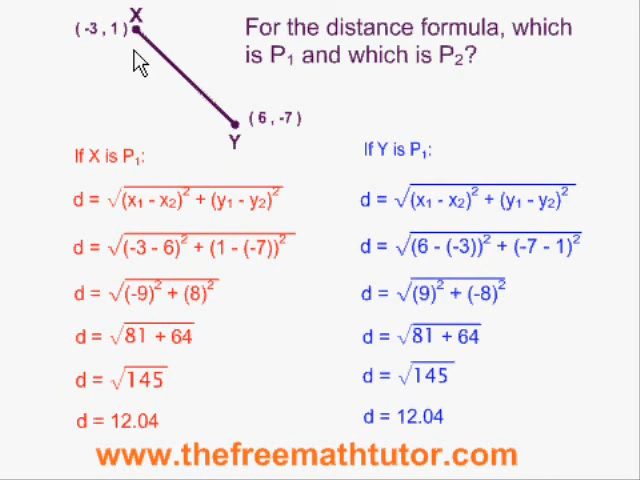 X
( -3 , 1 )
For the distance formula, which
is P₁ and which is P₂?
( 6 , -7 )
Y
If X is P₁:
d = √(x₁ - x₂)² + (y₁ - y₂)²
d = √(-3 - 6)² + (1 - (-7))²
d = √(-9)² + (8)²
d = √81 + 64
d = √145
d = 12.04
If Y is P₁:
d = √(x₁ - x₂)² + (y₁ - y₂)²
d = √(6 - (-3))² + (-7 - 1)²
d = √(9)² + (-8)²
d = √81 + 64
d = √145
d = 12.04
www.thefreemathtutor.com